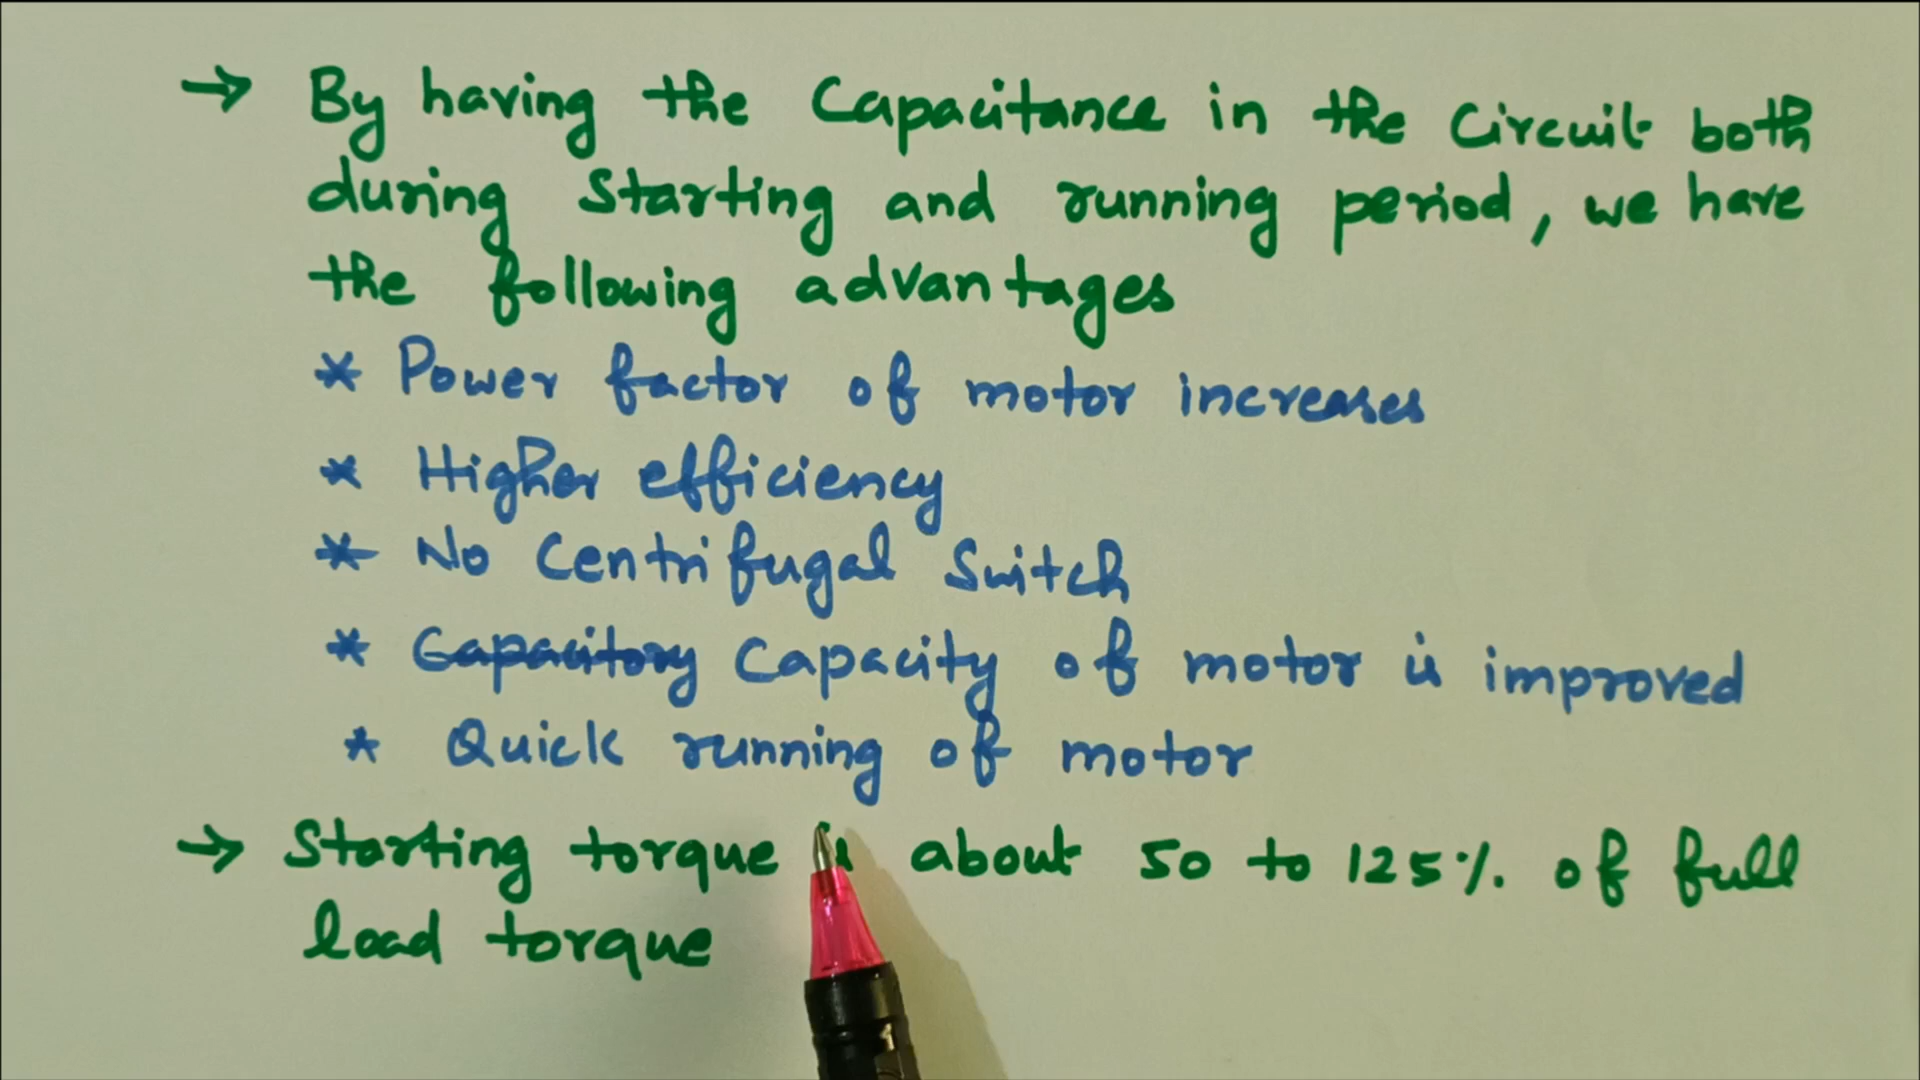 → By having the Capacitance in the Circuit both
during Starting and running period, we have
the following advantages
* Power factor of motor increases
* Higher efficiency
* No Centrifugal Switch
* Capacitory Capacity of motor is improved
* Quick running of motor
→ Starting torque is about 50 to 125%. of full
load torque